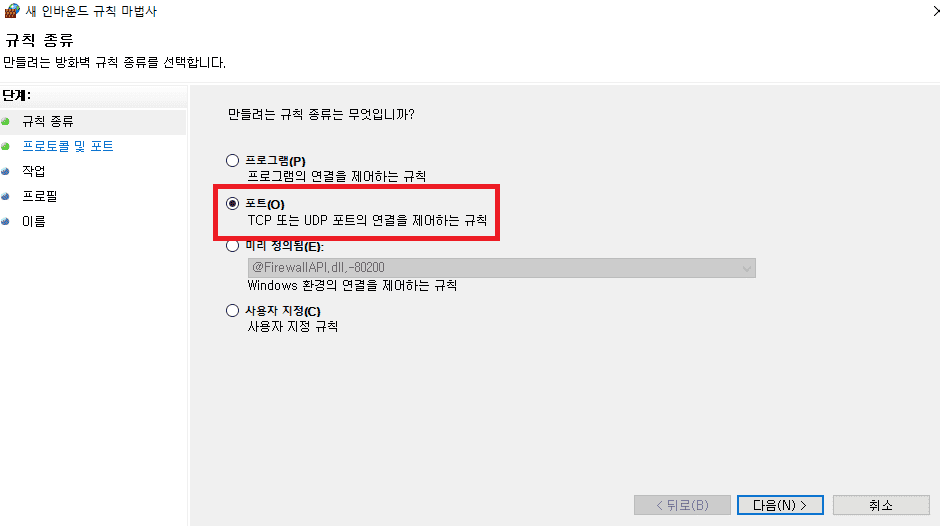 새 인바운드 규칙 마법사
규칙 종류
만들려는 방화벽 규칙 종류를 선택합니다.
단계:
규칙 종류
프로토콜 및 포트
작업
프로필
이름
만들려는 규칙 종류는 무엇입니까?
프로그램(P)
프로그램의 연결을 제어하는 규칙
포트(O)
TCP 또는 UDP 포트의 연결을 제어하는 규칙
미리 정의됨(E):
@FirewallAPI.dll,-80200
Windows 환경의 연결을 제어하는 규칙
사용자 지정(C)
사용자 지정 규칙
< 뒤로(B)
다음(N) >
취소